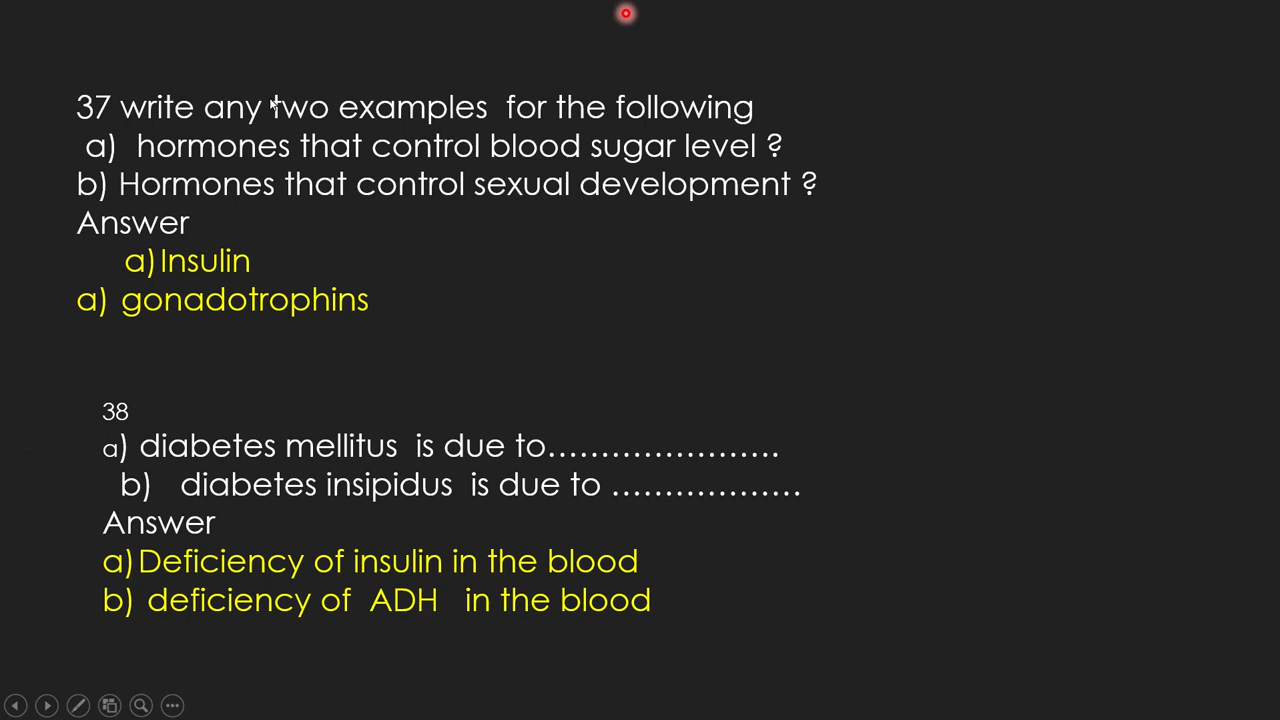 37 write any two examples for the following
a) hormones that control blood sugar level ?
b) Hormones that control sexual development ?
Answer
a)Insulin
a) gonadotrophins
38
a) diabetes mellitus is due to......................
b) diabetes insipidus is due to ..................
Answer
a)Deficiency of insulin in the blood
b) deficiency of ADH in the blood